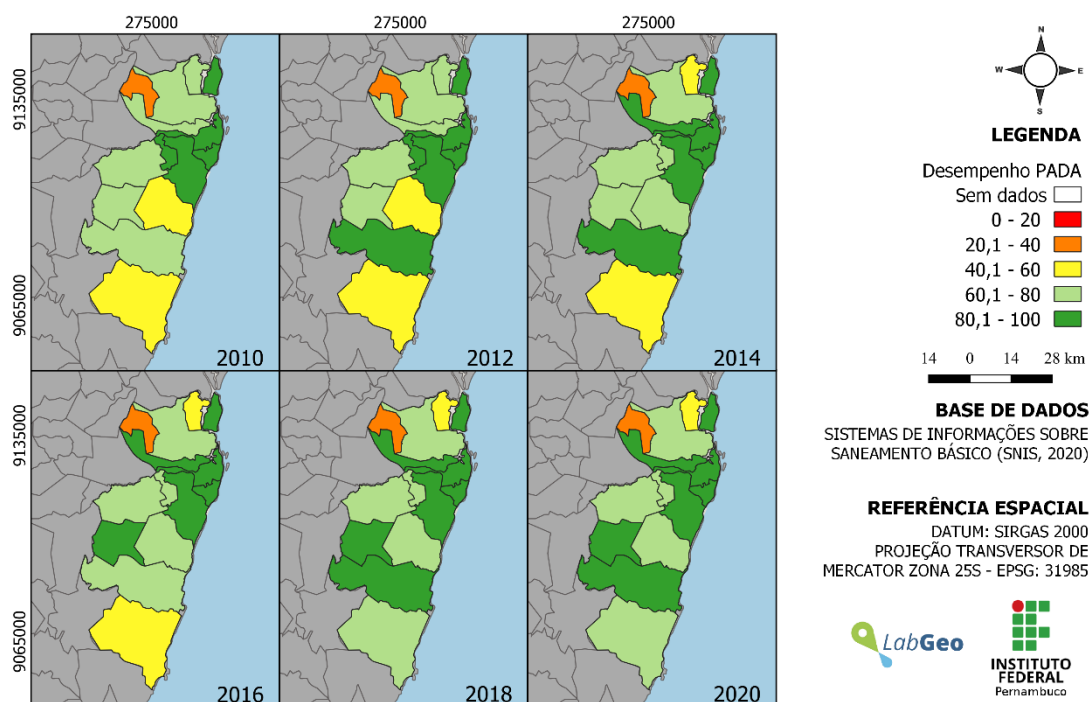 275000
275000
275000
9135000
9065000
2010
2012
2014
9135000
9065000
2016
2018
2020
N
W
E
S
LEGENDA
Desempenho PADA
Sem dados
0 - 20
20,1 - 40
40,1 - 60
60,1 - 80
80,1 - 100
14 0 14 28 km
BASE DE DADOS
SISTEMAS DE INFORMAÇÕES SOBRE
SANEAMENTO BÁSICO (SNIS, 2020)
REFERÊNCIA ESPACIAL
DATUM: SIRGAS 2000
PROJEÇÃO TRANSVERSOR DE
MERCATOR ZONA 25S - EPSG: 31985
LabGeo
INSTITUTO
FEDERAL
Pernambuco